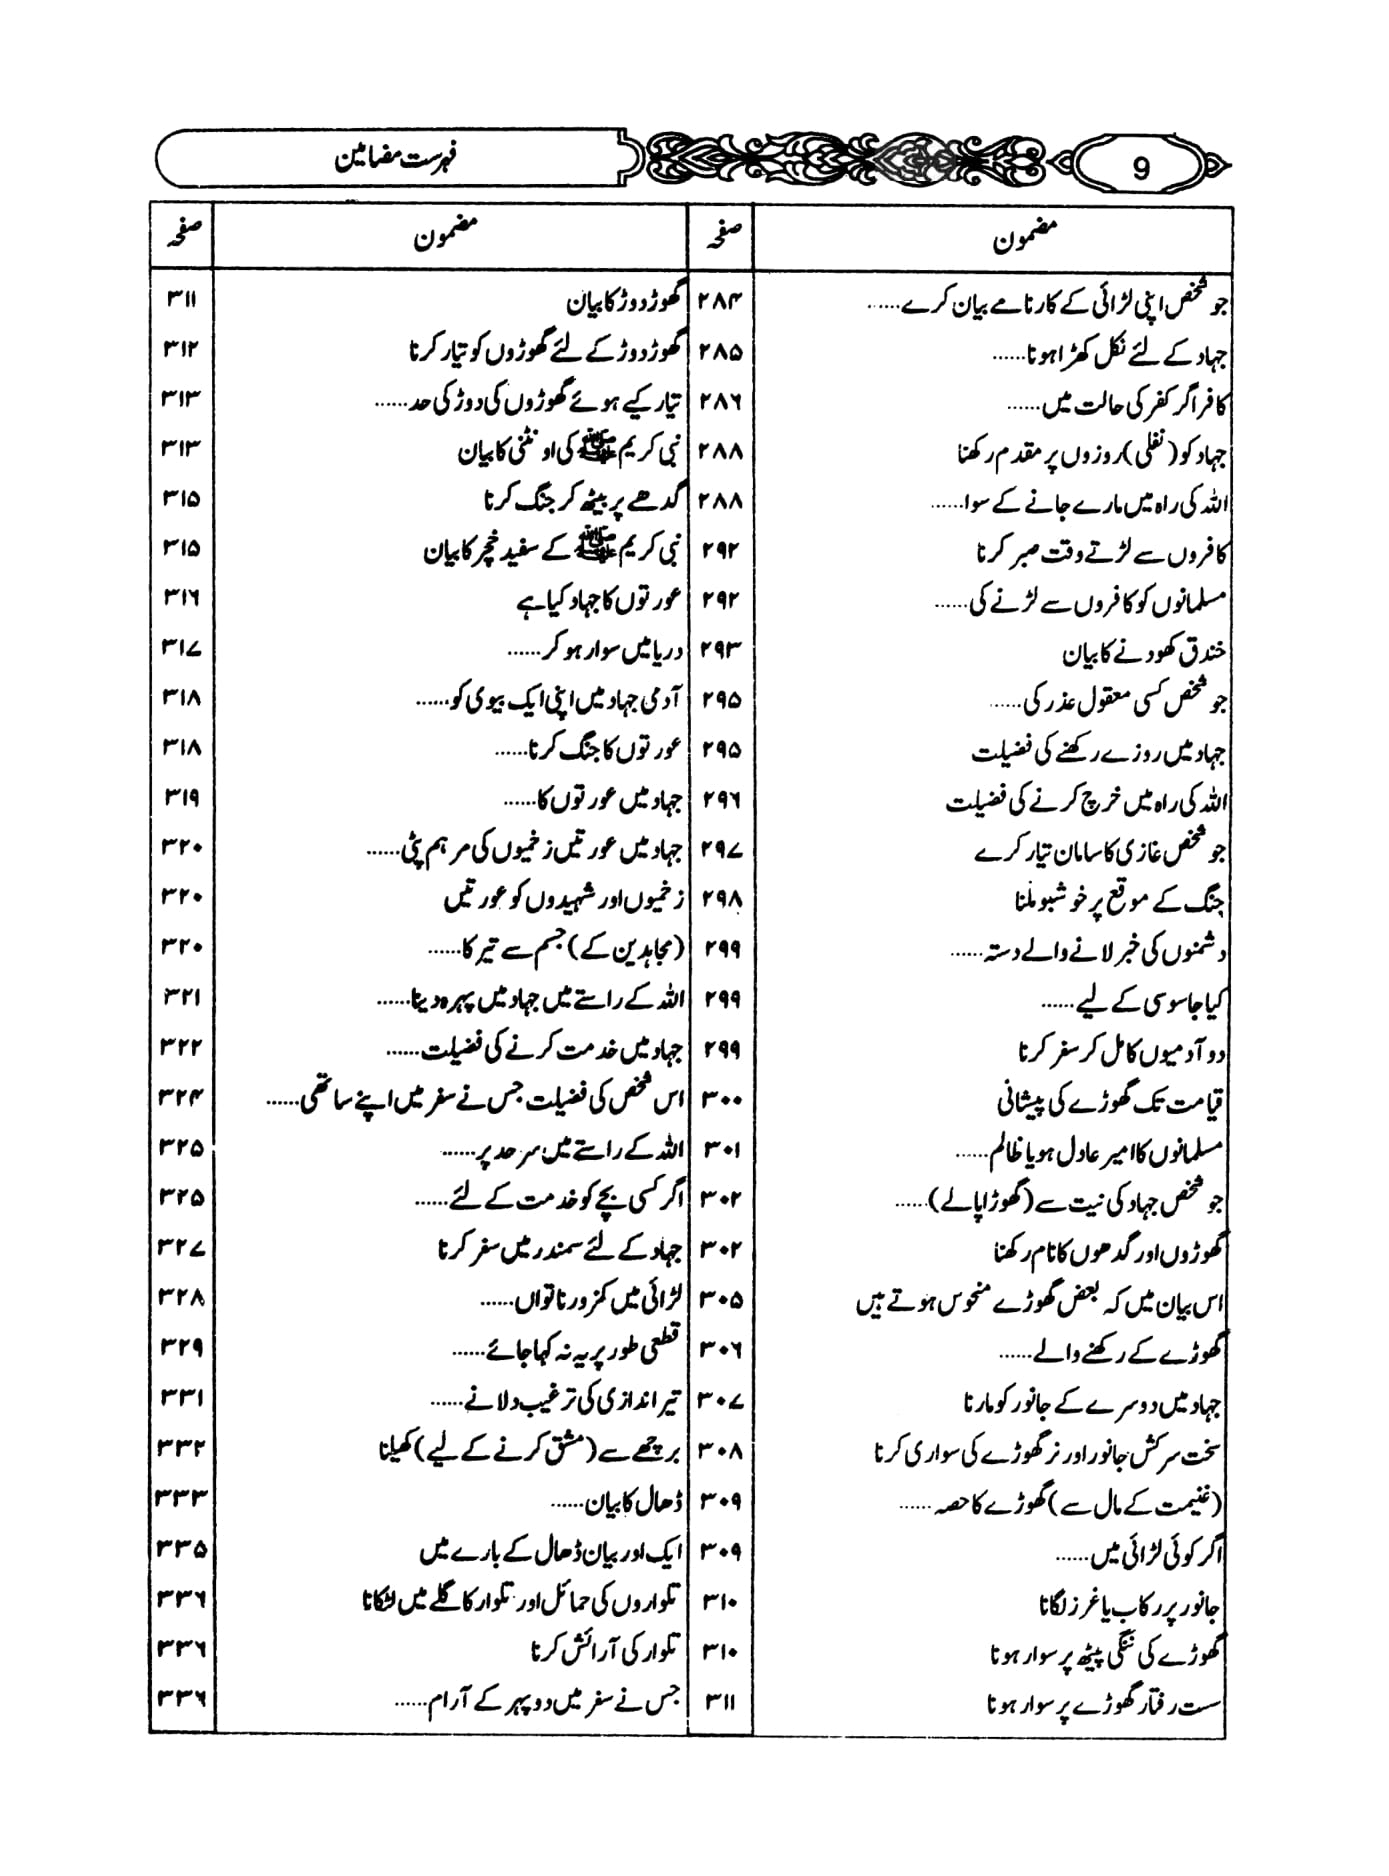 9
فہرست مضامین
مضمون صفحہ
جو شخص اپنی لڑائی کے کارنامے بیان کرے...... ۲۸۴
جہاد کے لئے نکل کھڑا ہونا...... ۲۸۵
کافر اگر کفر کی حالت میں...... ۲۸۶
جہاد کو (نفلی) روزوں پر مقدم رکھنا ۲۸۸
اللہ کی راہ میں مارے جانے کے سوا...... ۲۸۸
کافروں سے لڑتے وقت صبر کرنا ۲۹۲
مسلمانوں کو کافروں سے لڑنے کی...... ۲۹۲
خندق کھودنے کا بیان ۲۹۳
جو شخص کسی معقول عذر کی...... ۲۹۵
جہاد میں روزے رکھنے کی فضیلت ۲۹۵
اللہ کی راہ میں خرچ کرنے کی فضیلت ۲۹۶
جو شخص غازی کا سامان تیار کرے ۲۹۷
جنگ کے موقع پر خوشبو ملنا ۲۹۸
دشمنوں کی خبر لانے والے دستہ...... ۲۹۹
کیا جاسوسی کے لیے...... ۲۹۹
دو آدمیوں کا مل کر سفر کرنا ۲۹۹
قیامت تک گھوڑے کی پیشانی ۳۰۰
مسلمانوں کا امیر عادل ہو یا ظالم...... ۳۰۱
جو شخص جہاد کی نیت سے (گھوڑا پالے)...... ۳۰۲
گھوڑوں اور گدھوں کا نام رکھنا ۳۰۲
اس بیان میں کہ بعض گھوڑے منحوس ہوتے ہیں ۳۰۵
گھوڑے کے رکھنے والے...... ۳۰۶
جہاد میں دوسرے کے جانور کو مارنا ۳۰۷
سخت سرکش جانور اور نر گھوڑے کی سواری کرنا ۳۰۸
(غنیمت کے مال سے) گھوڑے کا حصہ...... ۳۰۹
اگر کوئی لڑائی میں...... ۳۰۹
جانور پر رکاب یا غرز لگانا ۳۱۰
گھوڑے کی ننگی پیٹھ پر سوار ہونا ۳۱۰
سست رفتار گھوڑے پر سوار ہونا ۳۱۱
مضمون صفحہ
گھوڑ دوڑ کا بیان ۳۱۱
گھوڑ دوڑ کے لئے گھوڑوں کو تیار کرنا ۳۱۲
تیار کیے ہوئے گھوڑوں کی دوڑ کی حد...... ۳۱۳
نبی کریم ﷺ کی اونٹنی کا بیان ۳۱۳
گدھے پر بیٹھ کر جنگ کرنا ۳۱۵
نبی کریم ﷺ کے سفید خچر کا بیان ۳۱۵
عورتوں کا جہاد کیا ہے ۳۱۶
دریا میں سوار ہو کر...... ۳۱۷
آدمی جہاد میں اپنی ایک بیوی کو...... ۳۱۸
عورتوں کا جنگ کرنا...... ۳۱۸
جہاد میں عورتوں کا...... ۳۱۹
جہاد میں عورتیں زخمیوں کی مرہم پٹی...... ۳۲۰
زخمیوں اور شہیدوں کو عورتیں ۳۲۰
(مجاہدین کے) جسم سے تیر کا...... ۳۲۰
اللہ کے راستے میں جہاد میں پہرہ دینا...... ۳۲۱
جہاد میں خدمت کرنے کی فضیلت...... ۳۲۲
اس شخص کی فضیلت جس نے سفر میں اپنے ساتھی...... ۳۲۴
اللہ کے راستے میں سرحد پر...... ۳۲۵
اگر کسی بچے کو خدمت کے لئے...... ۳۲۵
جہاد کے لئے سمندر میں سفر کرنا ۳۲۷
لڑائی میں کمزور ناتواں...... ۳۲۸
قطعی طور پر یہ نہ کہا جائے...... ۳۲۹
تیر اندازی کی ترغیب دلانے...... ۳۳۱
برچھے سے (مشق کرنے کے لیے) کھیلنا ۳۳۲
ڈھال کا بیان...... ۳۳۳
ایک اور بیان ڈھال کے بارے میں ۳۳۵
تلواروں کی حمائل اور تلوار کا گلے میں لٹکانا ۳۳۶
تلوار کی آرائش کرنا ۳۳۶
جس نے سفر میں دوپہر کے آرام...... ۳۳۶